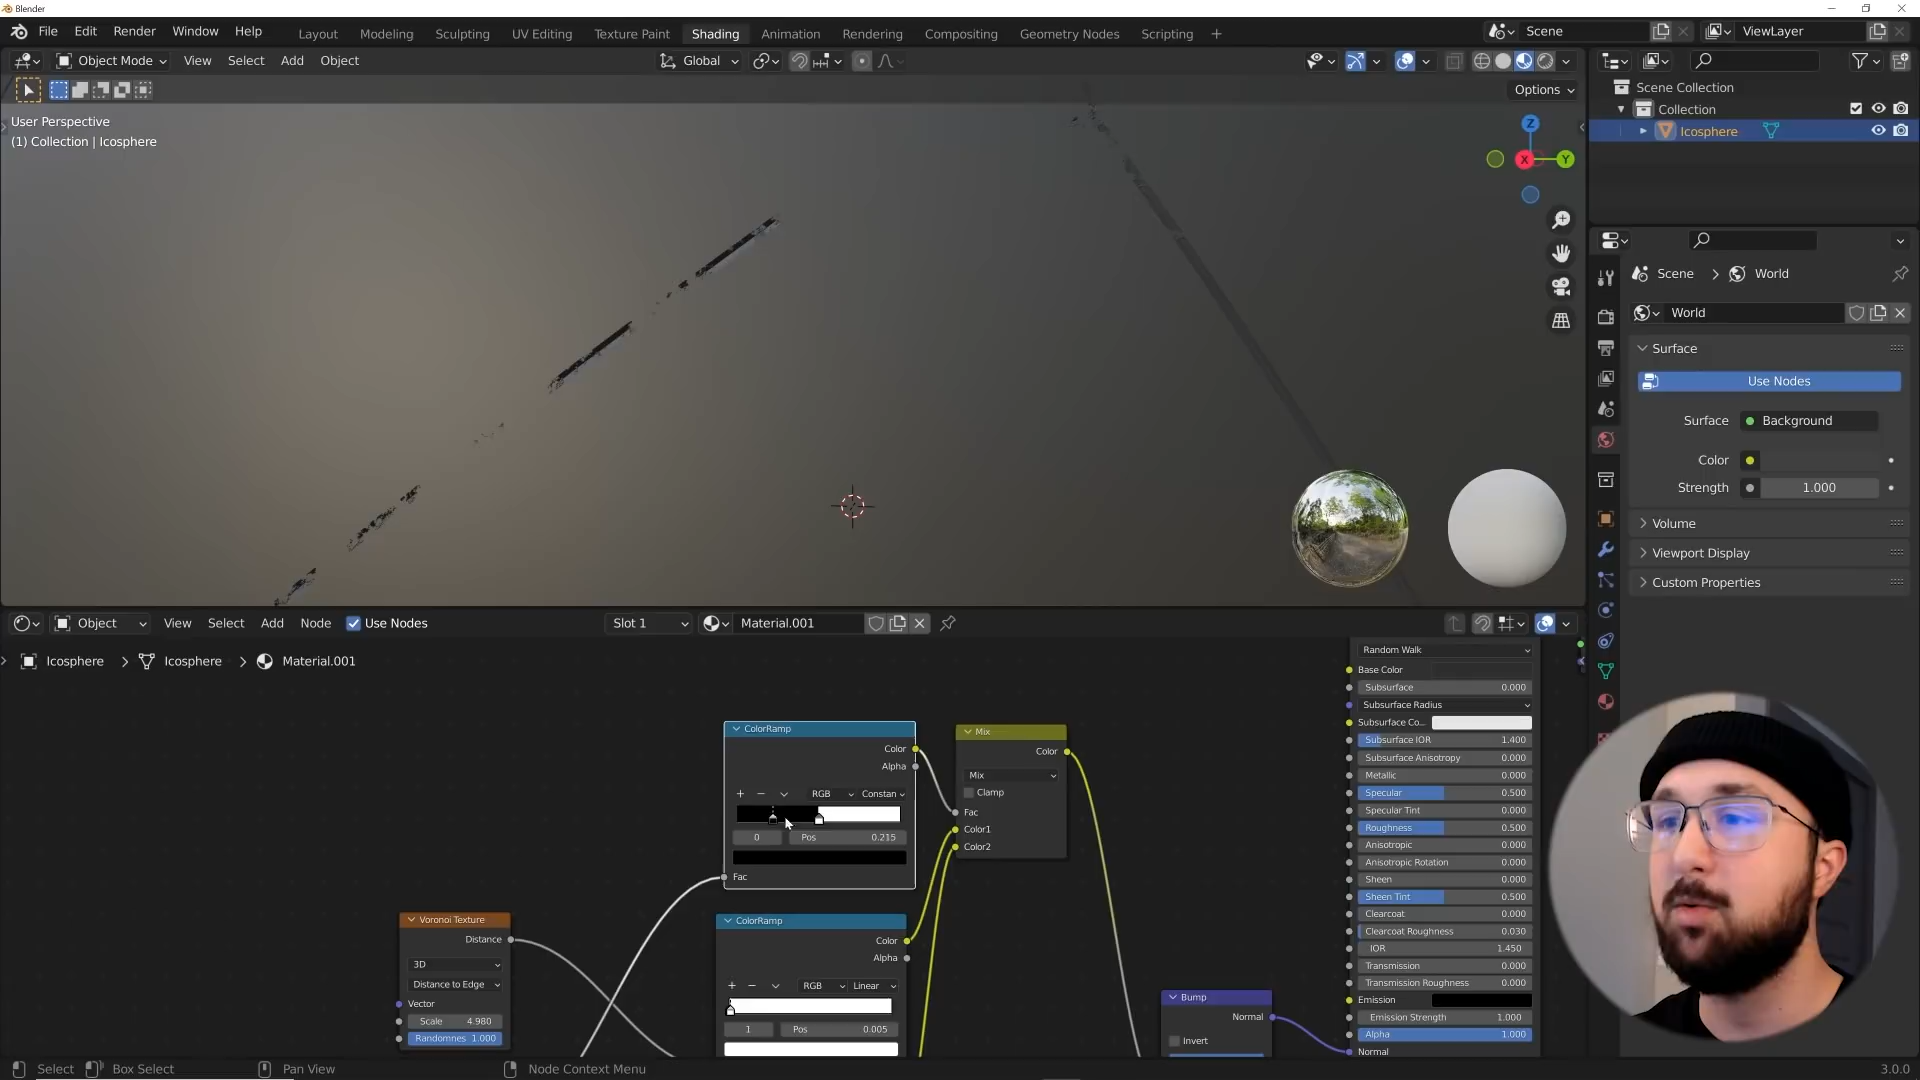 Blender
File Edit Render Window Help
Layout Modeling Sculpting UV Editing Texture Paint Shading Animation Rendering Compositing Geometry Nodes Scripting +
Scene
ViewLayer
Object Mode View Select Add Object
Global
Options
User Perspective
(1) Collection | Icosphere
Z
X
Y
Scene Collection
Collection
Icosphere
Scene > World
World
Surface
Use Nodes
Surface Background
Color
Strength 1.000
Volume
Viewport Display
Custom Properties
Object View Select Add Node Use Nodes
Slot 1
Material.001
Icosphere > Icosphere > Material.001
ColorRamp
Color
Alpha
RGB Constan
0 Pos 0.215
Fac
Mix
Color
Mix
Clamp
Fac
Color1
Color2
Voronoi Texture
Distance
3D
Distance to Edge
Vector
Scale 4.980
Randomnes 1.000
ColorRamp
Color
Alpha
RGB Linear
1 Pos 0.005
Bump
Normal
Invert
Random Walk
Base Color
Subsurface 0.000
Subsurface Radius
Subsurface Co...
Subsurface IOR 1.400
Subsurface Anisotropy 0.000
Metallic 0.000
Specular 0.500
Specular Tint 0.000
Roughness 0.500
Anisotropic 0.000
Anisotropic Rotation 0.000
Sheen 0.000
Sheen Tint 0.500
Clearcoat 0.000
Clearcoat Roughness 0.030
IOR 1.450
Transmission 0.000
Transmission Roughness 0.000
Emission
Emission Strength 1.000
Alpha 1.000
Normal
Select Box Select Pan View Node Context Menu
3.0.0